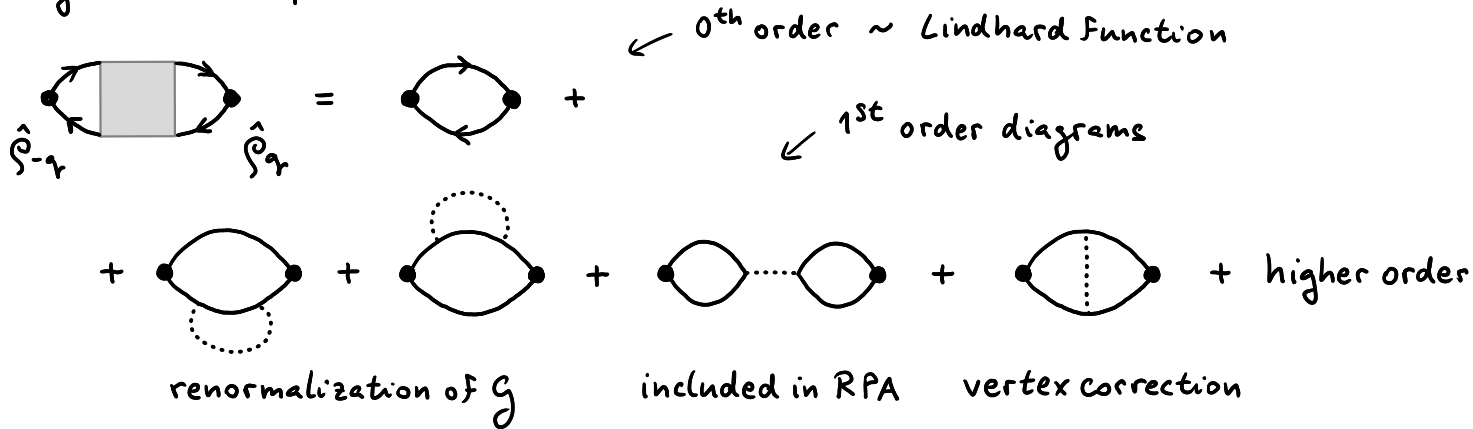 0th order ~ Lindhard function
= +
ρ̂-q ρ̂q
1st order diagrams
+ + + + + higher order
renormalization of G included in RPA vertex correction